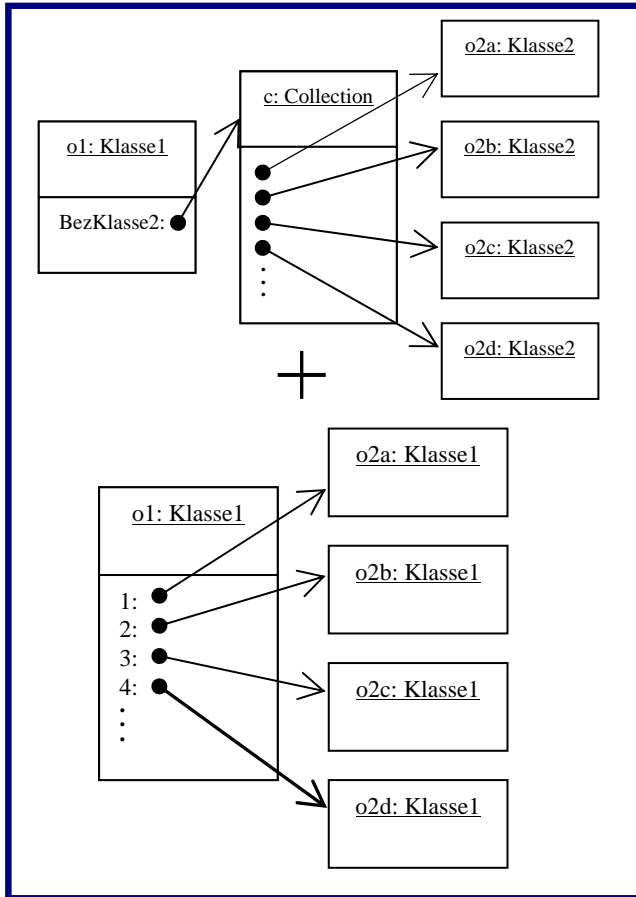 o1: Klasse1
BezKlasse2:
c: Collection
o2a: Klasse2
o2b: Klasse2
o2c: Klasse2
o2d: Klasse2
o1: Klasse1
1:
2:
3:
4:
o2a: Klasse1
o2b: Klasse1
o2c: Klasse1
o2d: Klasse1